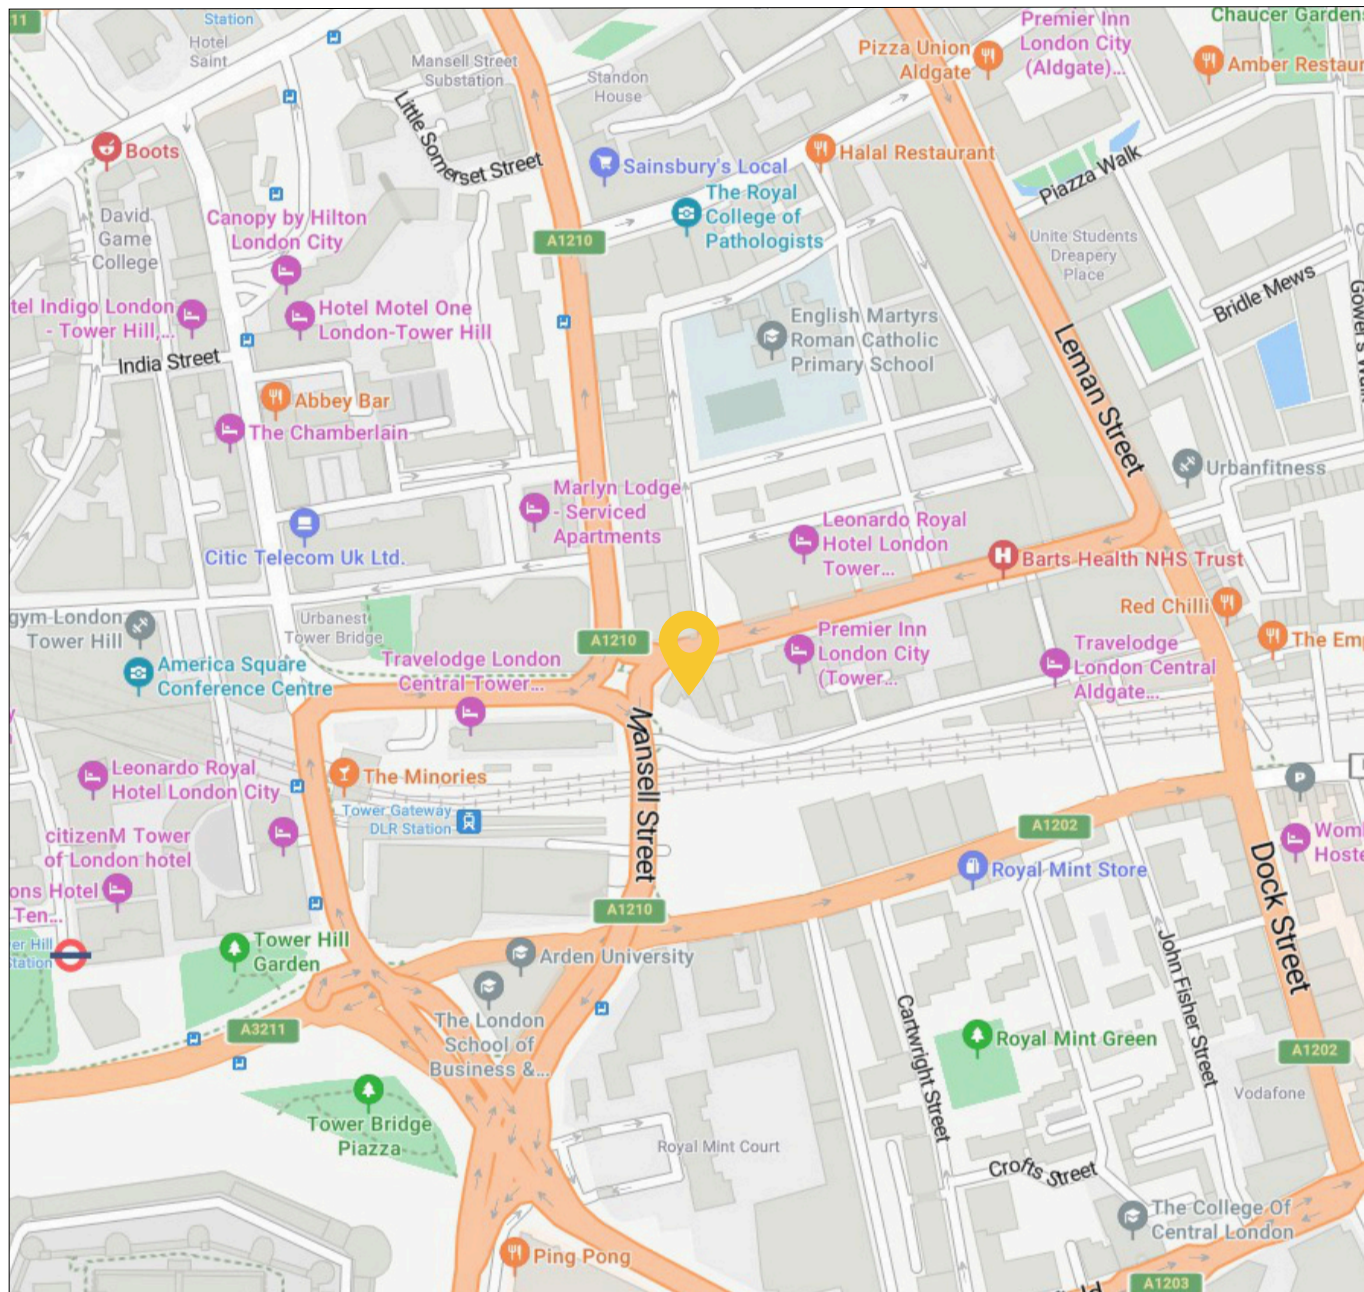 11
Station
Hotel
Saint
Mansell Street
Substation
Standon
House
Pizza Union
Aldgate
Premier Inn
London City
(Aldgate)...
Chaucer Gardens
Amber Restaur
Little Somerset Street
Boots
Sainsbury's Local
Halal Restaurant
Piazza Walk
David
Game
College
Canopy by Hilton
London City
A1210
The Royal
College of
Pathologists
Unite Students
Dreapery
Place
Bridle Mews
Gower's Walk
tel Indigo London
- Tower Hill,...
Hotel Motel One
London-Tower Hill
English Martyrs
Roman Catholic
Primary School
India Street
Leman Street
Abbey Bar
The Chamberlain
Urbanfitness
Marlyn Lodge
- Serviced
Apartments
Leonardo Royal
Hotel London
Tower...
Citic Telecom Uk Ltd.
Barts Health NHS Trust
Red Chilli
gym-London
Tower Hill
Urbanest
Tower Bridge
A1210
Premier Inn
London City
(Tower...
Travelodge
London Central
Aldgate...
The Emp
America Square
Conference Centre
Travelodge London
Central Tower...
Mansell Street
Leonardo Royal
Hotel London City
The Minories
P
Tower Gateway
DLR Station
A1202
citizenM Tower
of London hotel
Womb
Hoste
Royal Mint Store
Dock Street
ons Hotel
Ten...
A1210
er Hill
Station
Tower Hill
Garden
Arden University
John Fisher Street
A3211
The London
School of
Business &...
Cartwright Street
Royal Mint Green
A1202
Vodafone
Tower Bridge
Piazza
Royal Mint Court
Crofts Street
The College Of
Central London
Ping Pong
A1203